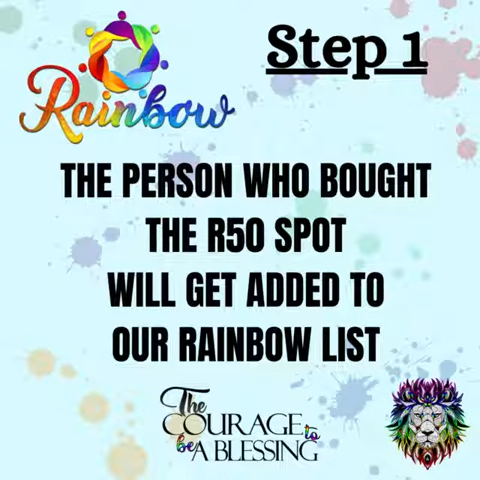 Rainbow
Step 1
THE PERSON WHO BOUGHT
THE R50 SPOT
WILL GET ADDED TO
OUR RAINBOW LIST
The
COURAGE to
be A BLESSING